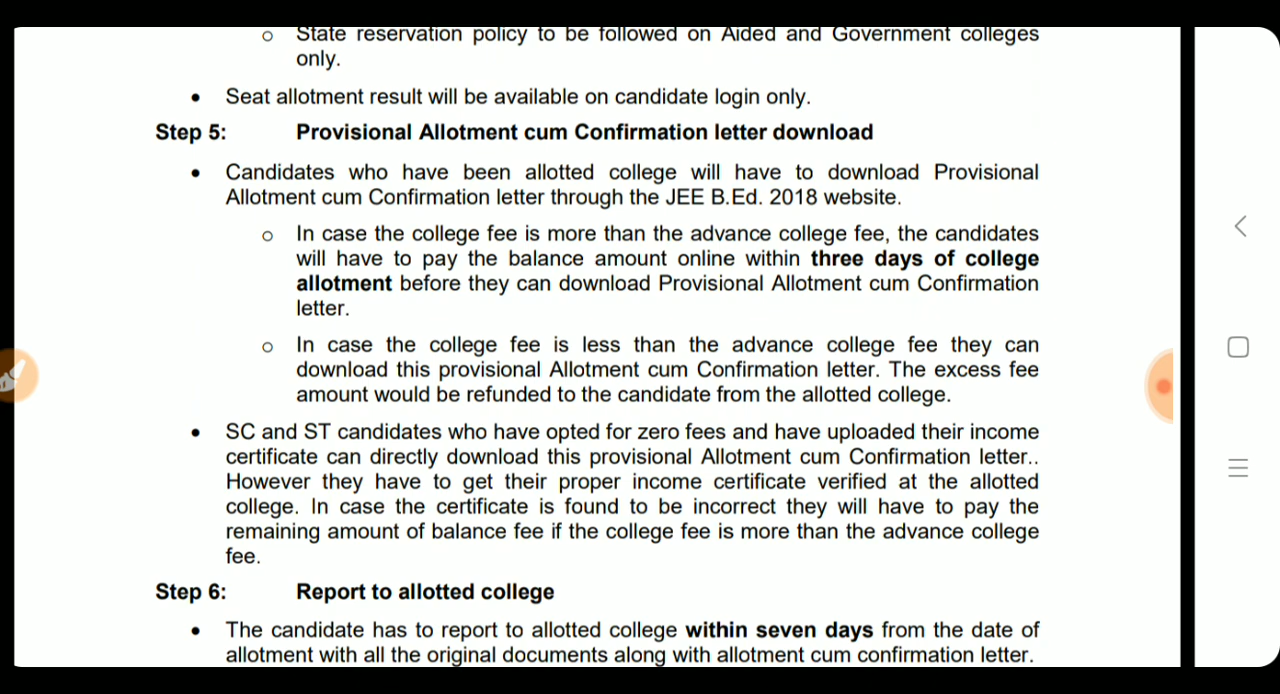 o State reservation policy to be followed on Aided and Government colleges
only.
• Seat allotment result will be available on candidate login only.
Step 5: Provisional Allotment cum Confirmation letter download
• Candidates who have been allotted college will have to download Provisional
Allotment cum Confirmation letter through the JEE B.Ed. 2018 website.
o In case the college fee is more than the advance college fee, the candidates
will have to pay the balance amount online within three days of college
allotment before they can download Provisional Allotment cum Confirmation
letter.
o In case the college fee is less than the advance college fee they can
download this provisional Allotment cum Confirmation letter. The excess fee
amount would be refunded to the candidate from the allotted college.
• SC and ST candidates who have opted for zero fees and have uploaded their income
certificate can directly download this provisional Allotment cum Confirmation letter..
However they have to get their proper income certificate verified at the allotted
college. In case the certificate is found to be incorrect they will have to pay the
remaining amount of balance fee if the college fee is more than the advance college
fee.
Step 6: Report to allotted college
• The candidate has to report to allotted college within seven days from the date of
allotment with all the original documents along with allotment cum confirmation letter.